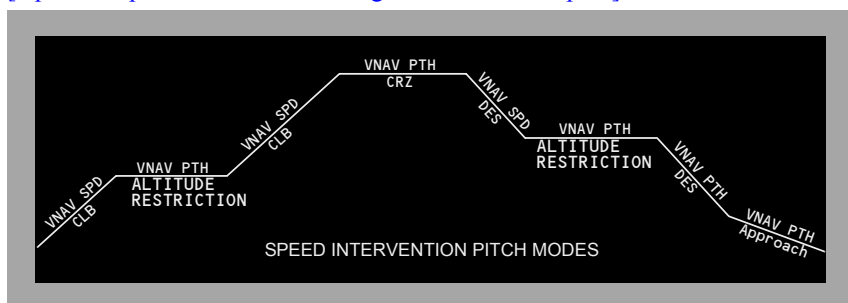 VNAV SPD
CLB
VNAV PTH
ALTITUDE
RESTRICTION
VNAV SPD
CLB
VNAV PTH
CRZ
VNAV SPD
DES
VNAV PTH
ALTITUDE
RESTRICTION
VNAV PTH
DES
VNAV PTH
Approach
SPEED INTERVENTION PITCH MODES